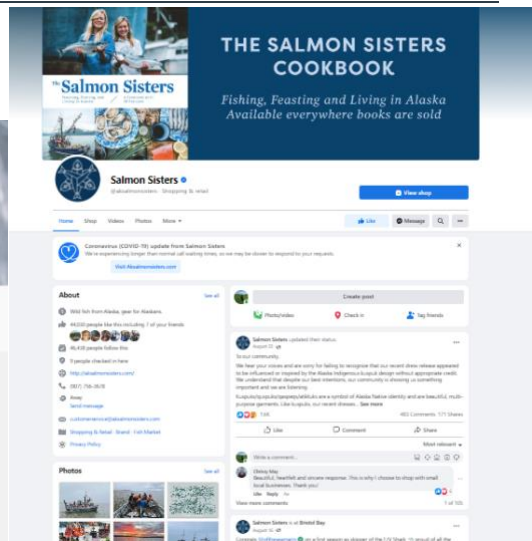 THE SALMON SISTERS
COOKBOOK
Fishing, Feasting and Living in Alaska
Available everywhere books are sold
The Salmon Sisters
Salmon Sisters
@aksalmonsisters · Shopping & retail
View shop
Home Shop Videos Photos More
Like Message
Coronavirus (COVID-19) update from Salmon Sisters
We're experiencing longer than normal call waiting times, so we may be slower to respond to your requests.
Visit Aksalmonsisters.com
About See all
Wild fish from Alaska, gear for Alaskans.
people like this including 7 of your friends
people follow this
9 people checked in here
http://aksalmonsisters.com/
Away
Send message
customerservice@aksalmonsisters.com
Shopping & Retail · Brand · Fish Market
Privacy Policy
Photos See all
Create post
Photo/video Check in Tag friends
Salmon Sisters updated their status.
To our community,
We hear your voices and are sorry for failing to recognize that our recent dress release appeared
to be influenced or inspired by the Alaska Indigenous kuspuk design without appropriate credit.
We understand that despite our best intentions, our community is showing us something
important and we are listening.
are a symbol of Alaska Native identity and are beautiful, multi-
purpose garments. Like kuspuks, our recent dresses... See more
Comments 171 Shares
Like Comment Share
Most relevant
Write a comment...
May
Beautiful, heartfelt and sincere response. This is why I choose to shop with small
local businesses. Thank you!
Like Reply
View more comments 1 of 105
Salmon Sisters is at Bristol Bay